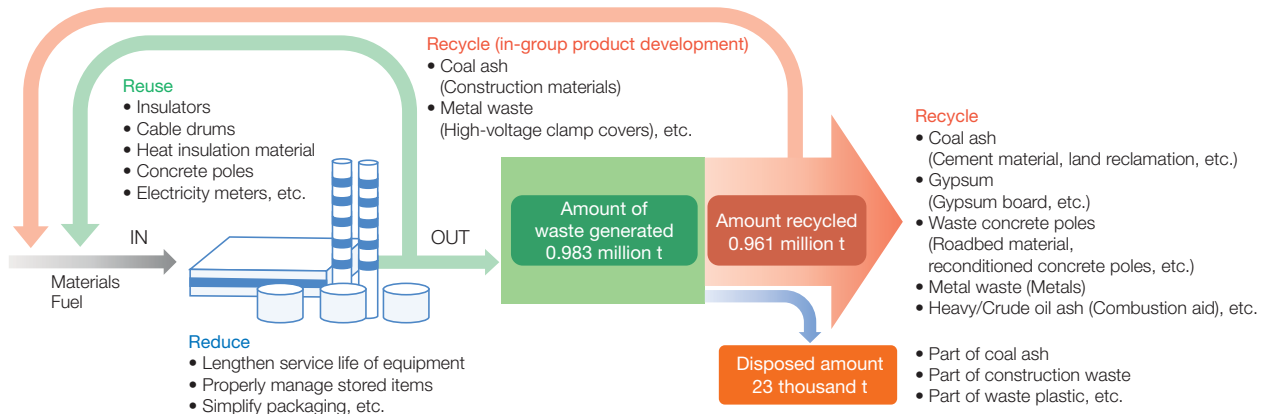 Recycle (in-group product development)
• Coal ash
(Construction materials)
• Metal waste
(High-voltage clamp covers), etc.
Reuse
• Insulators
• Cable drums
• Heat insulation material
• Concrete poles
• Electricity meters, etc.
IN
Materials
Fuel
OUT
Reduce
• Lengthen service life of equipment
• Properly manage stored items
• Simplify packaging, etc.
Amount of
waste generated
0.983 million t
Amount recycled
0.961 million t
Recycle
• Coal ash
(Cement material, land reclamation, etc.)
• Gypsum
(Gypsum board, etc.)
• Waste concrete poles
(Roadbed material,
reconditioned concrete poles, etc.)
• Metal waste (Metals)
• Heavy/Crude oil ash (Combustion aid), etc.
Disposed amount
23 thousand t
• Part of coal ash
• Part of construction waste
• Part of waste plastic, etc.